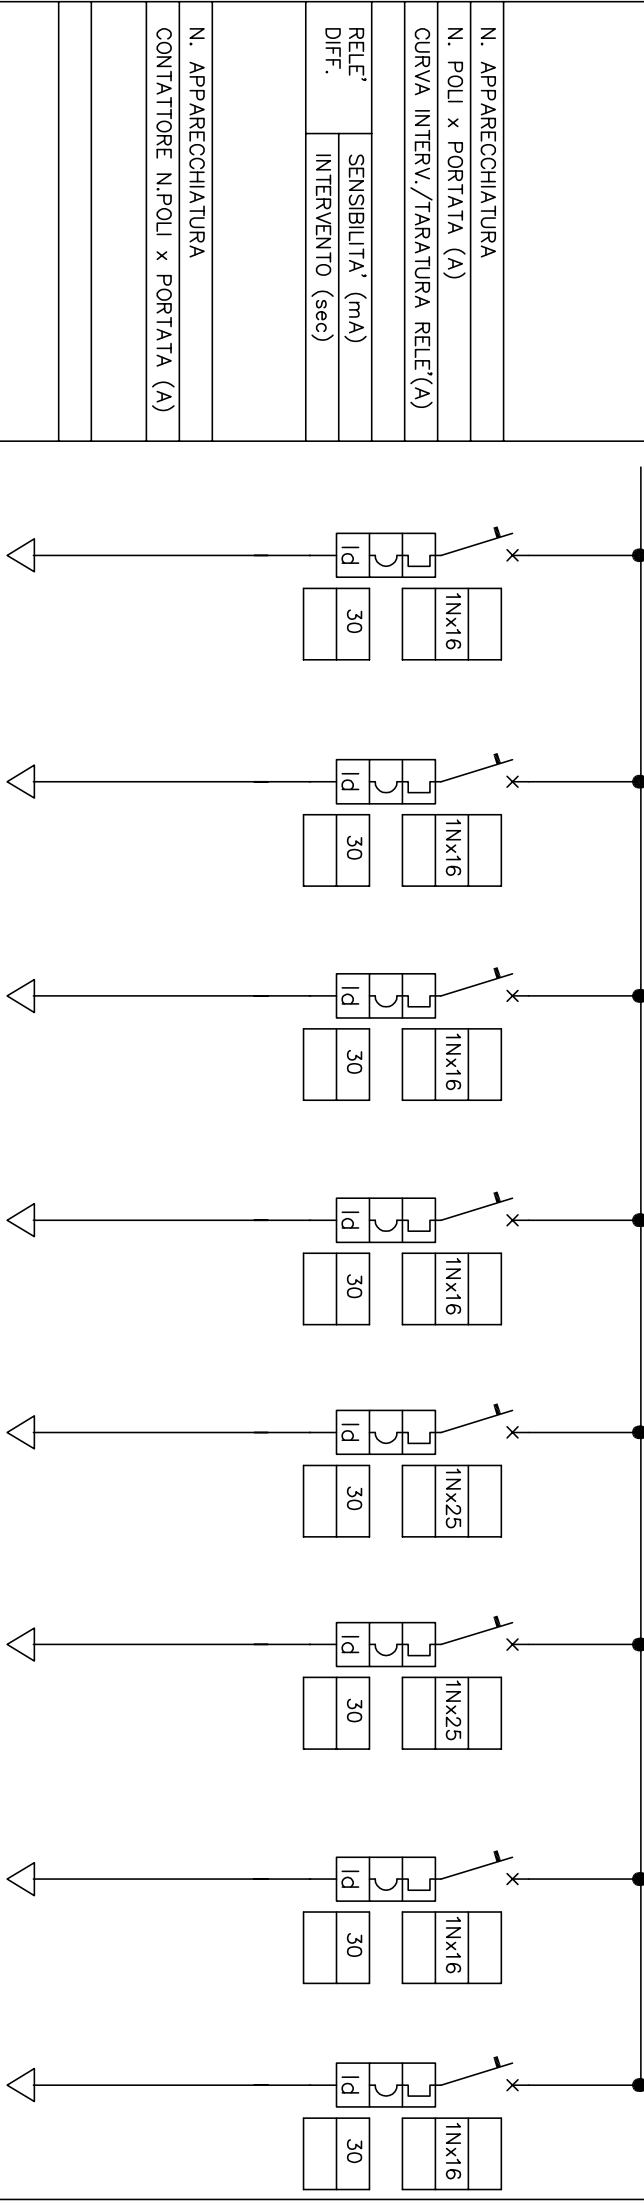 N. APPARECCHIATURA
N. POLI x PORTATA (A)
CURVA INTERV./TARATURA RELE'(A)
RELE'
DIFF.
SENSIBILITA' (mA)
INTERVENTO (sec)
N. APPARECCHIATURA
CONTATTORE N.POLI x PORTATA (A)
1Nx16
Id
30
1Nx16
Id
30
1Nx16
Id
30
1Nx16
Id
30
1Nx25
Id
30
1Nx25
Id
30
1Nx16
Id
30
1Nx16
Id
30